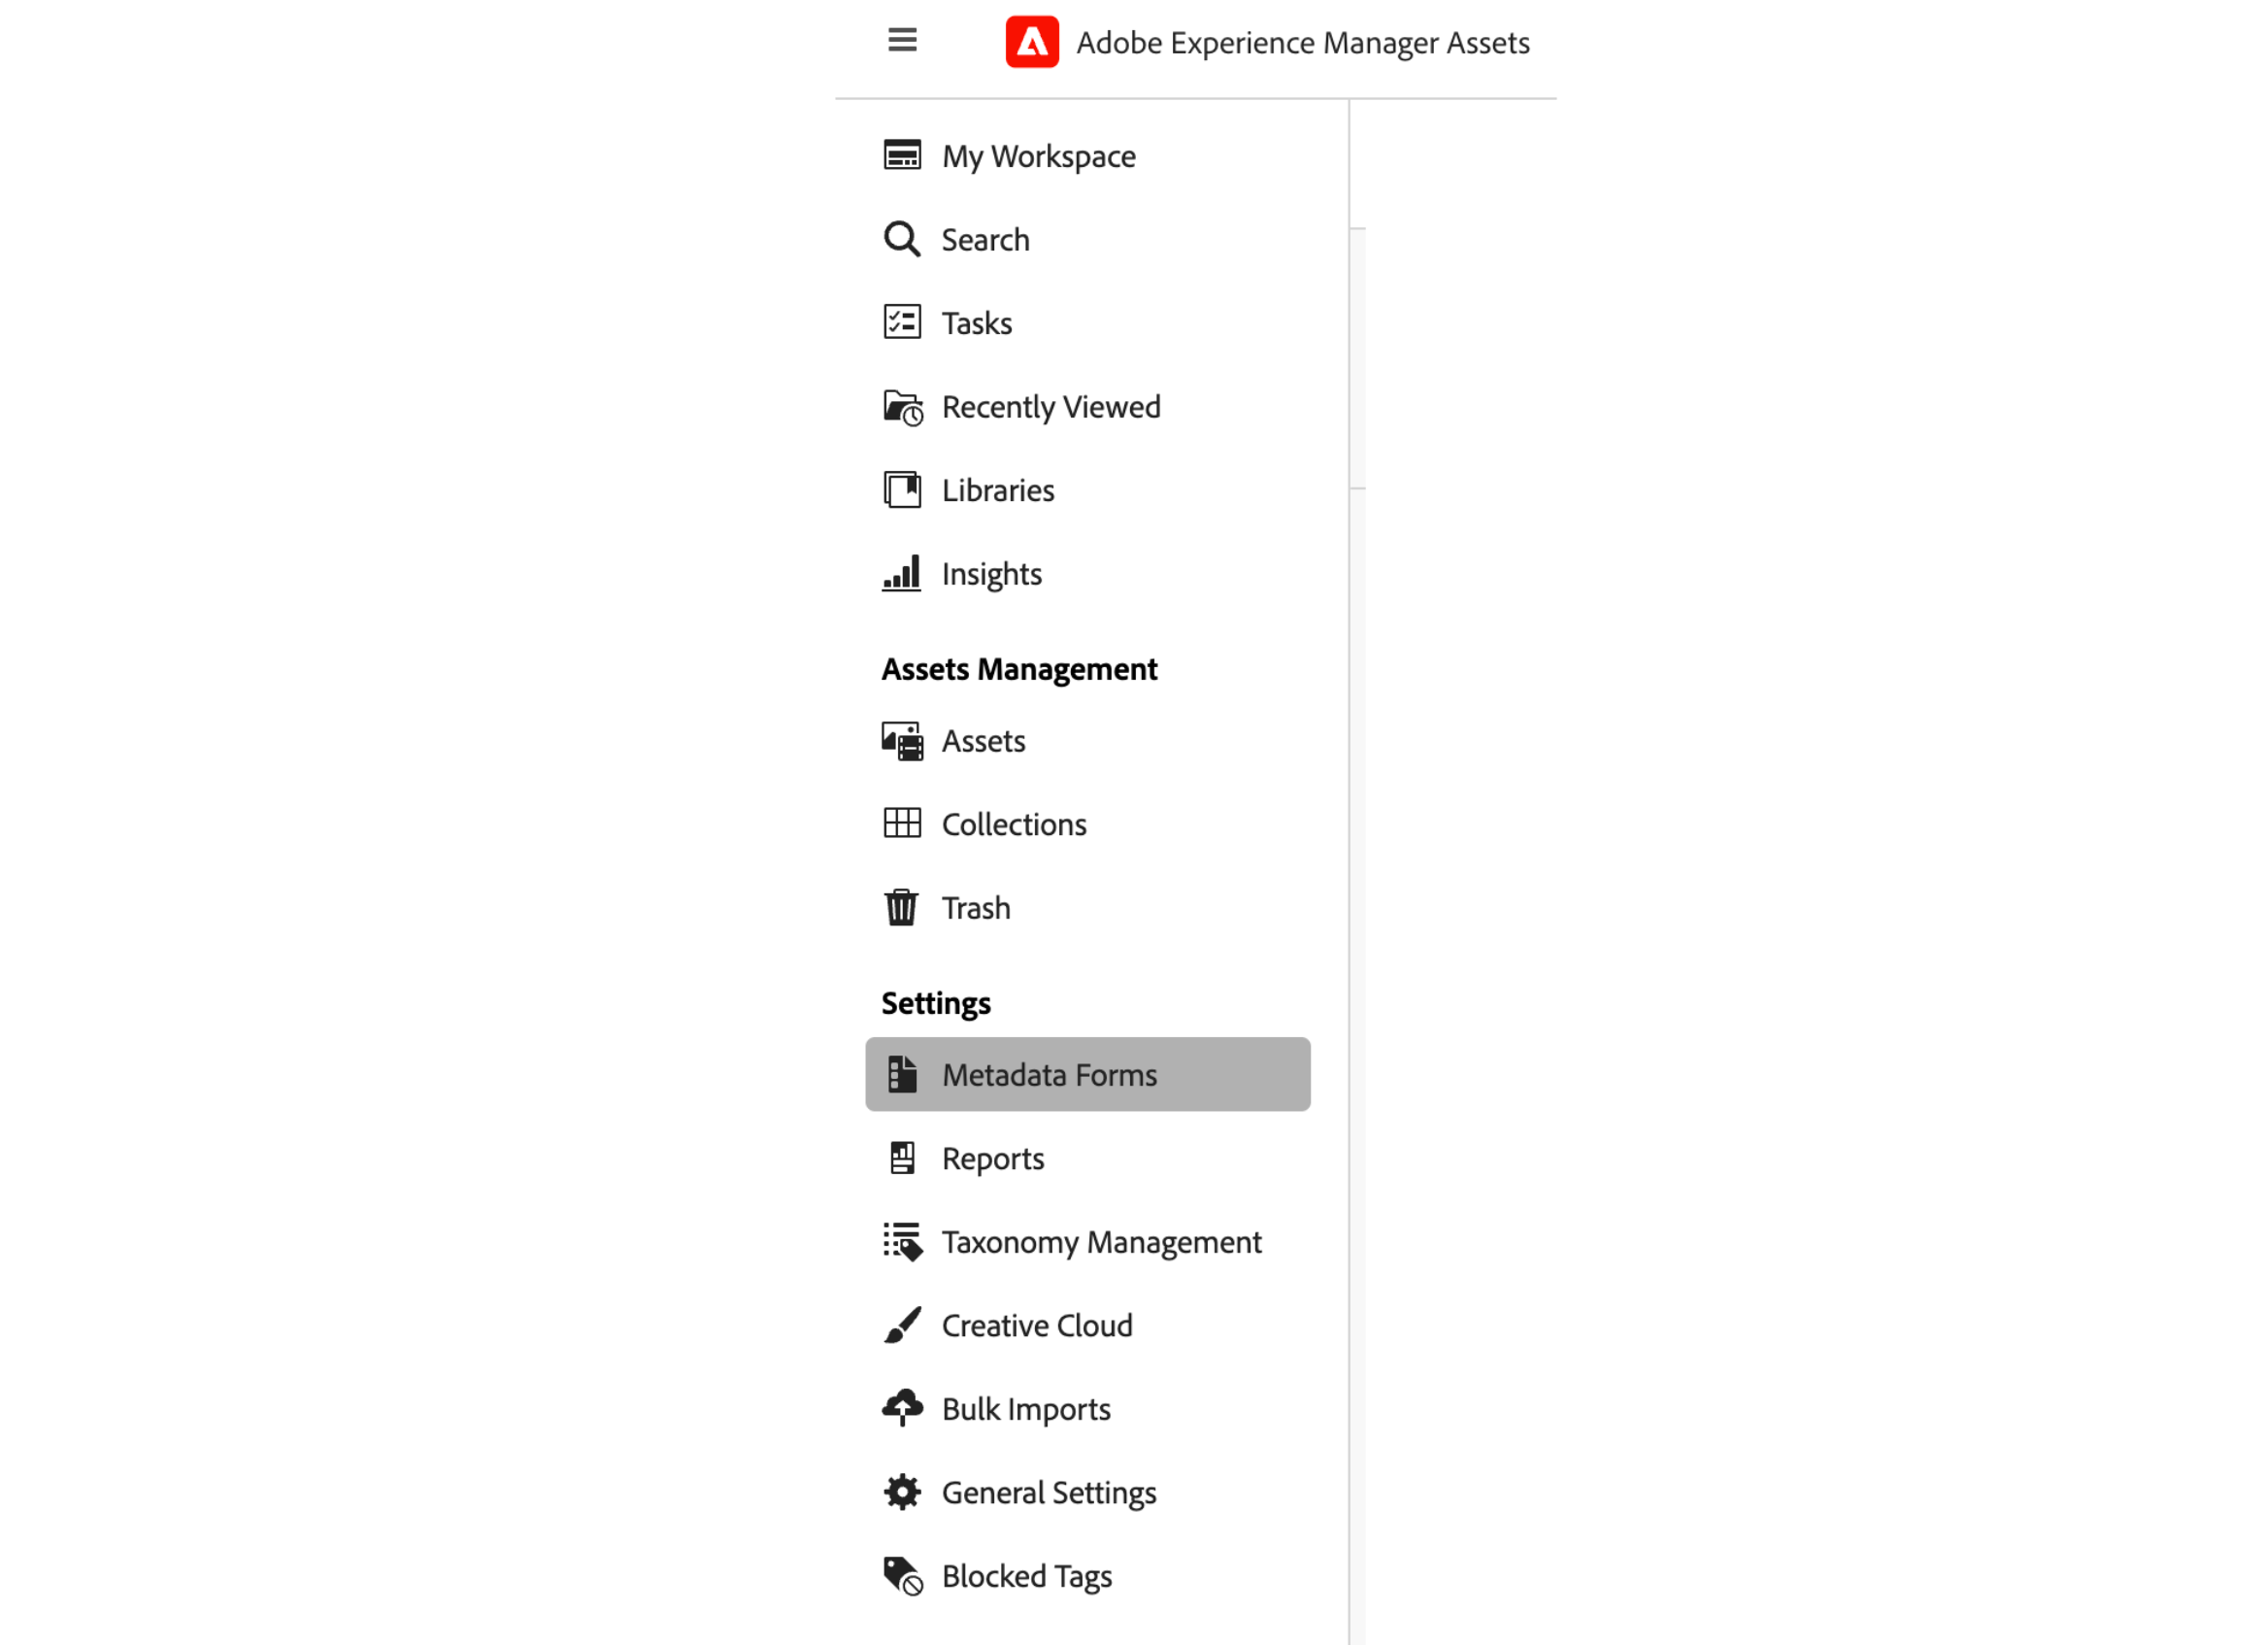 Adobe Experience Manager Assets
My Workspace
Search
Tasks
Recently Viewed
Libraries
Insights
Assets Management
Assets
Collections
Trash
Settings
Metadata Forms
Reports
Taxonomy Management
Creative Cloud
Bulk Imports
General Settings
Blocked Tags